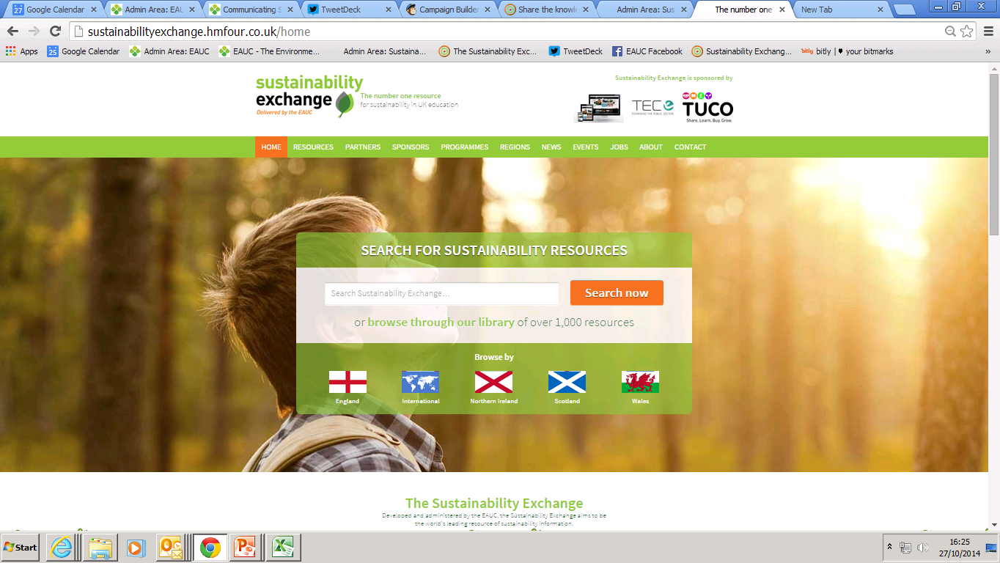 Google Calendar
Admin Area: EAU
Communicating S
TweetDeck
Campaign Builder
Share the knowl
Admin Area: Sus
The number one
New Tab
sustainabilityexchange.hmfour.co.uk/home
Apps
Google Calendar
Admin Area: EAUC
EAUC - The Environme...
Admin Area: Sustaina...
The Sustainability Exc...
TweetDeck
EAUC Facebook
Sustainability Exchang...
bitly bitly | ♥ your bitmarks
»
sustainability
exchange
Delivered by the EAUC
The number one resource
for sustainability in UK education
Sustainability Exchange is sponsored by
TECe
POWERING THE PUBLIC SECTOR
TUCO
Share. Learn. Buy. Grow.
HOME RESOURCES PARTNERS SPONSORS PROGRAMMES REGIONS NEWS EVENTS JOBS ABOUT CONTACT
SEARCH FOR SUSTAINABILITY RESOURCES
Search Sustainability Exchange...
Search now
or browse through our library of over 1,000 resources
Browse by
England International Northern Ireland Scotland Wales
The Sustainability Exchange
Developed and administered by the EAUC, the Sustainability Exchange aims to be
the world's leading resource of sustainability information.
Start
16:25
27/10/2014